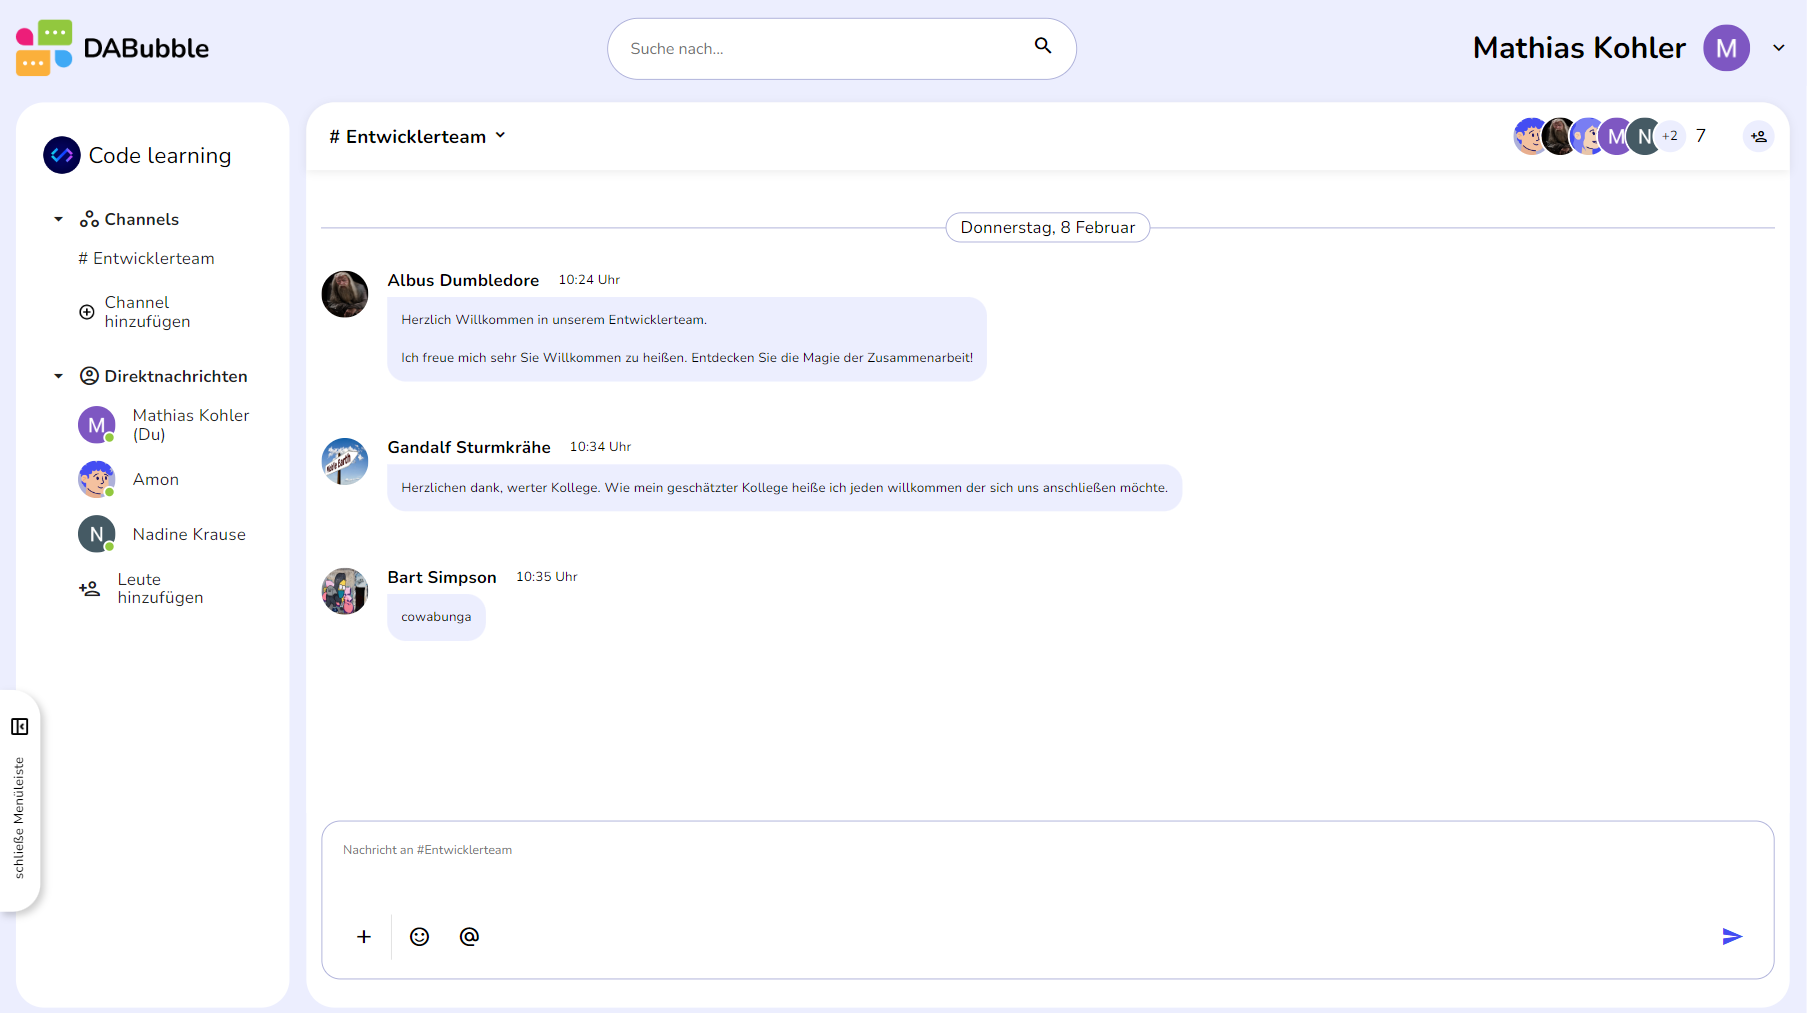 DABubble
Suche nach...
Mathias Kohler
M
Code learning
Channels
# Entwicklerteam
Channel
hinzufügen
Direktnachrichten
M
Mathias Kohler
(Du)
Amon
N
Nadine Krause
Leute
hinzufügen
schließe Menüleiste
# Entwicklerteam
M
N
+2
7
Donnerstag, 8 Februar
Albus Dumbledore 10:24 Uhr
Herzlich Willkommen in unserem Entwicklerteam.
Ich freue mich sehr Sie Willkommen zu heißen. Entdecken Sie die Magie der Zusammenarbeit!
Gandalf Sturmkrähe 10:34 Uhr
Herzlichen dank, werter Kollege. Wie mein geschätzter Kollege heiße ich jeden willkommen der sich uns anschließen möchte.
Bart Simpson 10:35 Uhr
cowabunga
Nachricht an #Entwicklerteam